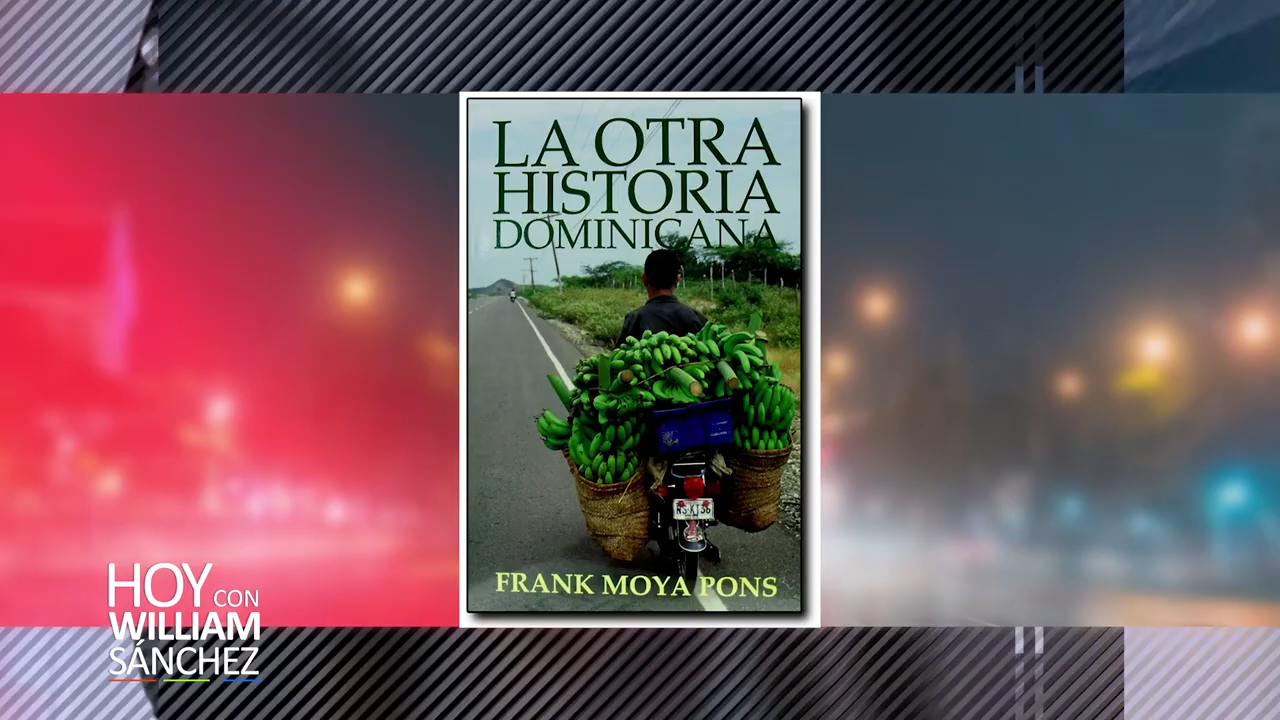 LA OTRA
HISTORIA
DOMINICANA
FRANK MOYA PONS
HOY CON
WILLIAM
SÁNCHEZ